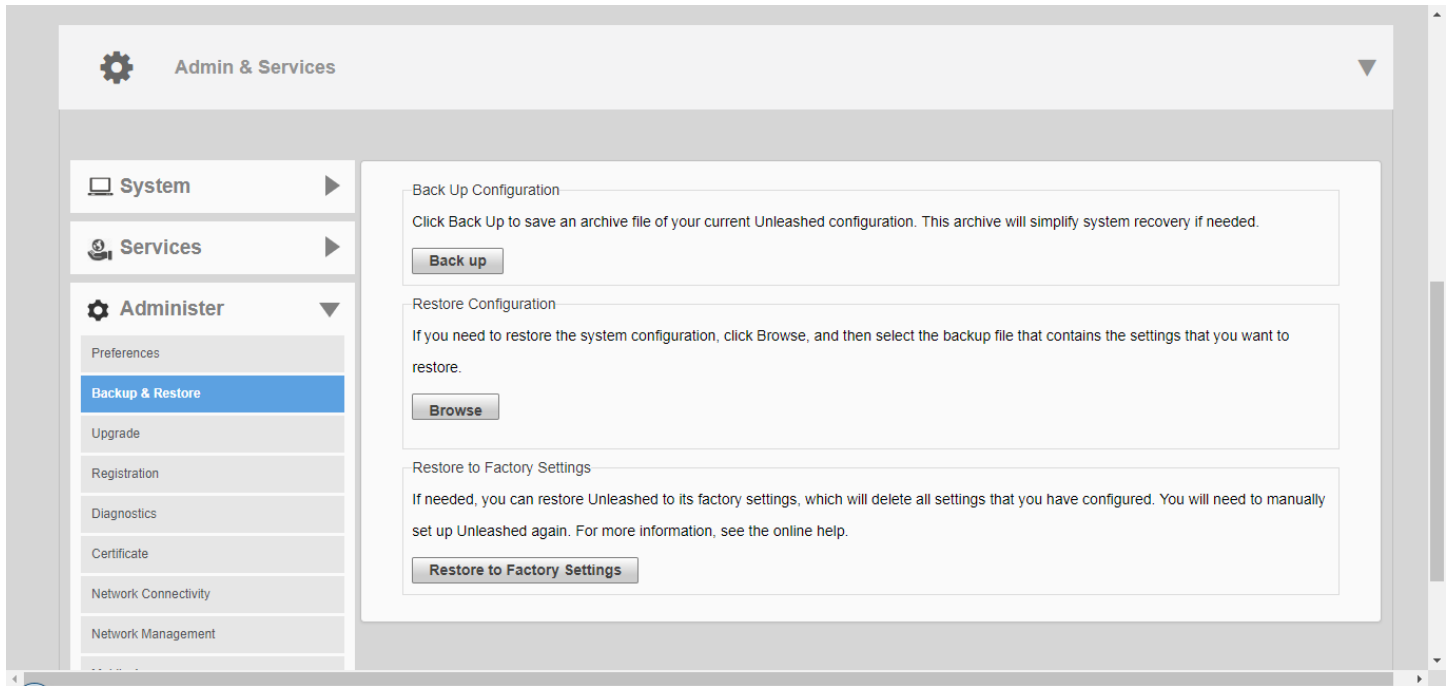 Admin & Services
System
Services
Administer
Preferences
Backup & Restore
Upgrade
Registration
Diagnostics
Certificate
Network Connectivity
Network Management
Back Up Configuration
Click Back Up to save an archive file of your current Unleashed configuration. This archive will simplify system recovery if needed.
Back up
Restore Configuration
If you need to restore the system configuration, click Browse, and then select the backup file that contains the settings that you want to
restore.
Browse
Restore to Factory Settings
If needed, you can restore Unleashed to its factory settings, which will delete all settings that you have configured. You will need to manually
set up Unleashed again. For more information, see the online help.
Restore to Factory Settings